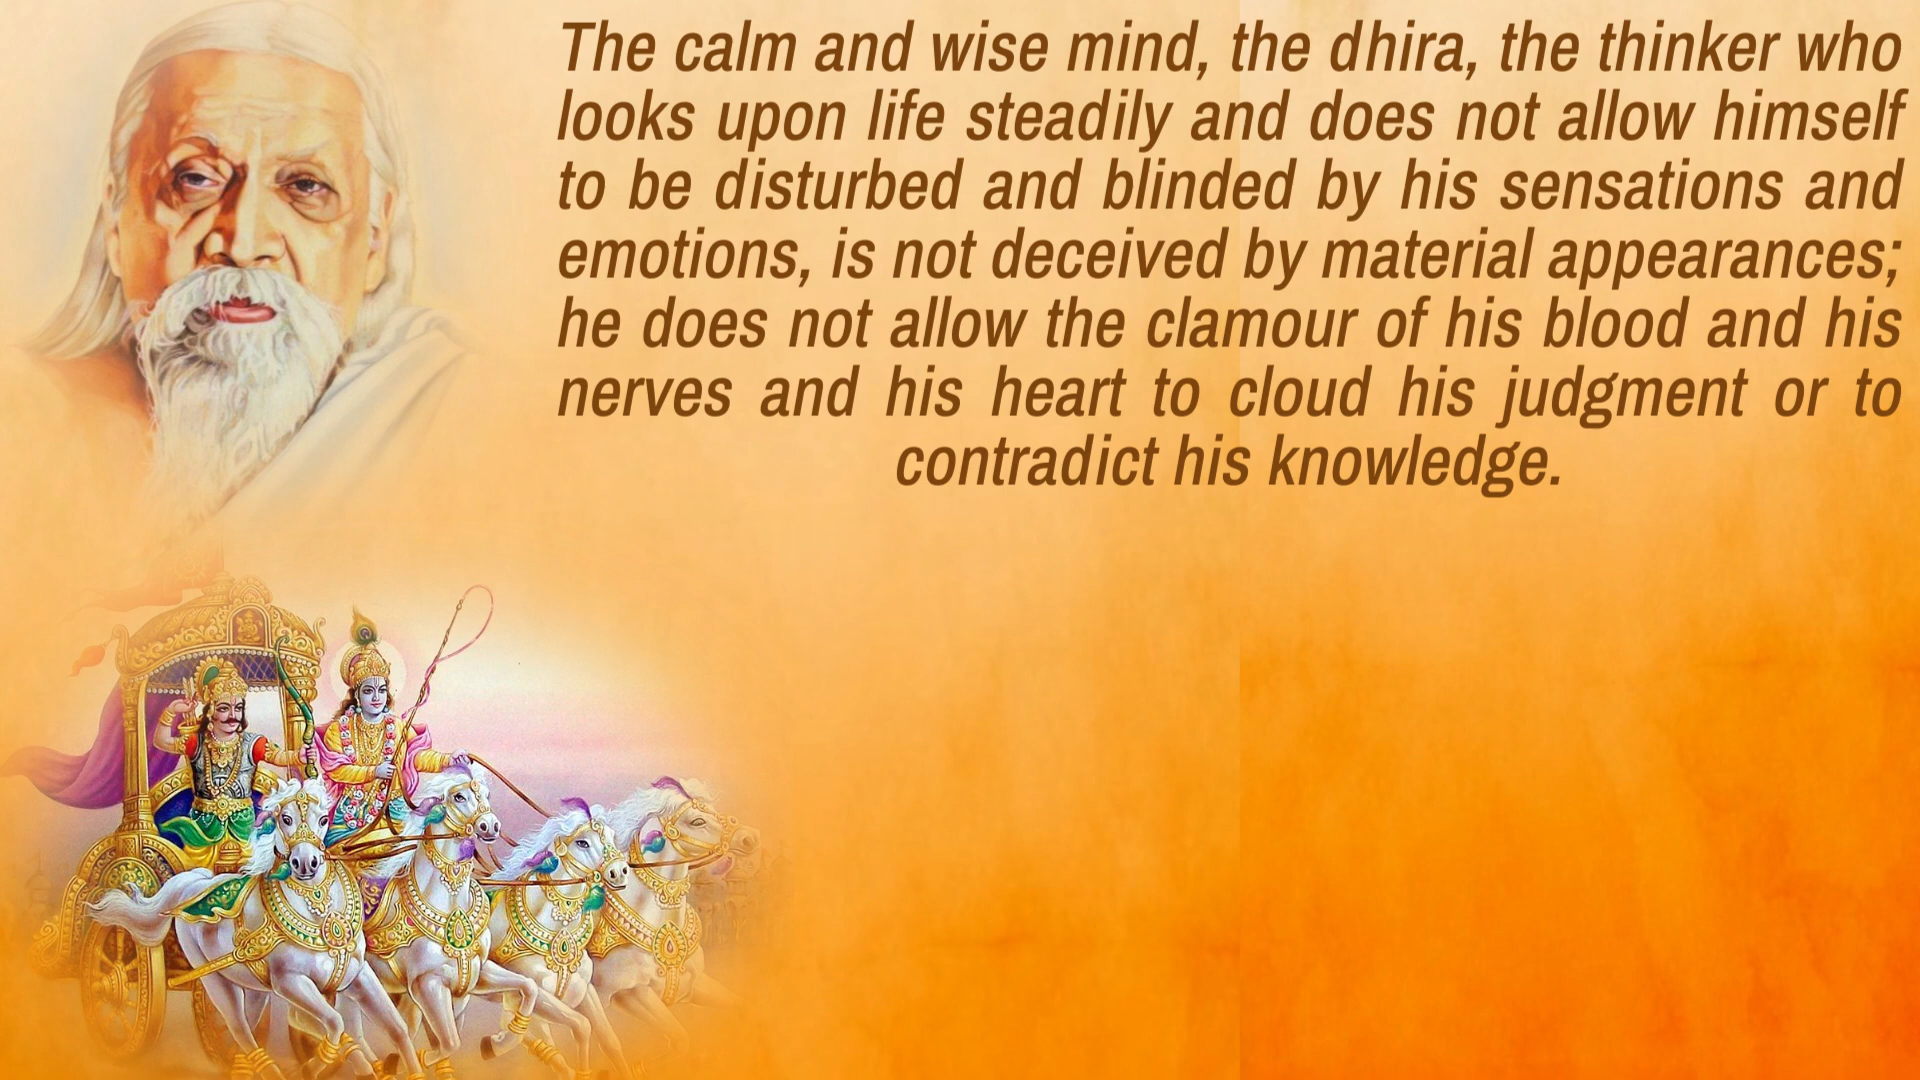 The calm and wise mind, the dhira, the thinker who
looks upon life steadily and does not allow himself
to be disturbed and blinded by his sensations and
emotions, is not deceived by material appearances;
he does not allow the clamour of his blood and his
nerves and his heart to cloud his judgment or to
contradict his knowledge.